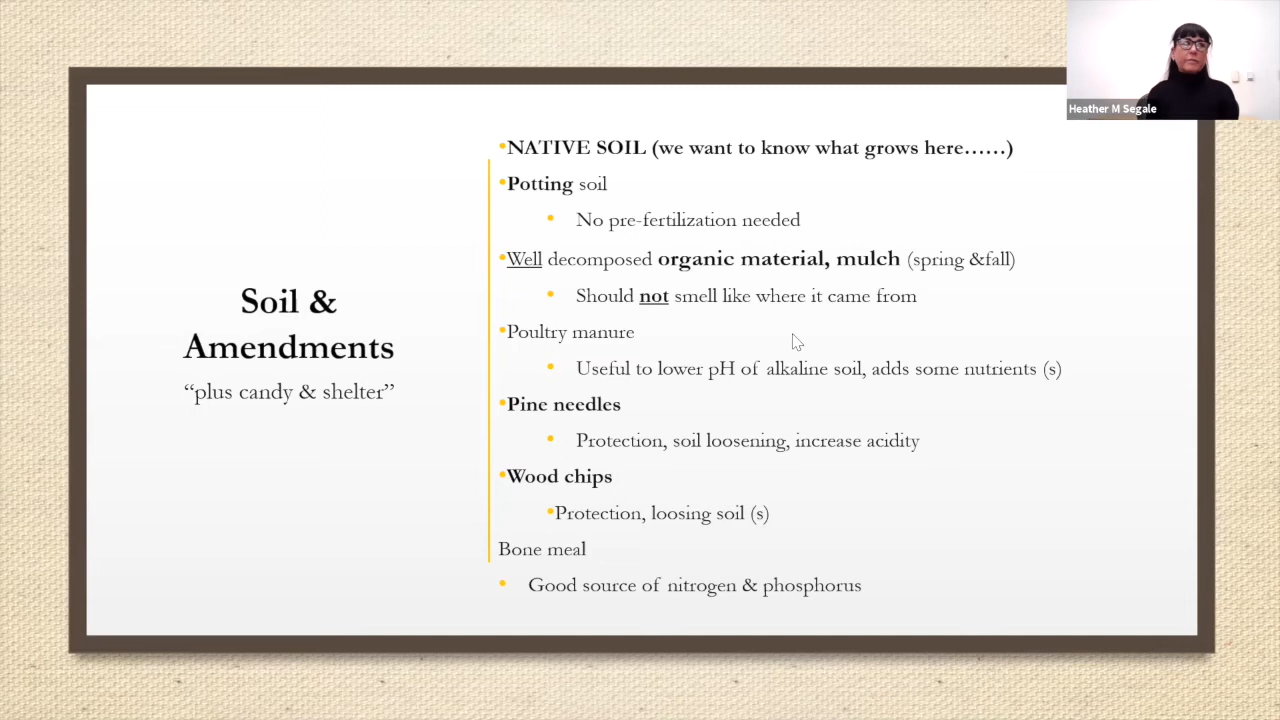 Heather M Segale
Soil &
Amendments
“plus candy & shelter”
•NATIVE SOIL (we want to know what grows here……)
•Potting soil
• No pre-fertilization needed
•Well decomposed organic material, mulch (spring &fall)
• Should not smell like where it came from
•Poultry manure
• Useful to lower pH of alkaline soil, adds some nutrients (s)
•Pine needles
• Protection, soil loosening, increase acidity
•Wood chips
•Protection, loosing soil (s)
Bone meal
• Good source of nitrogen & phosphorus